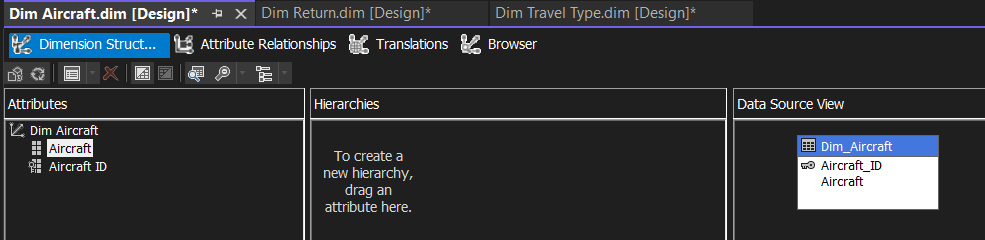 Dim Aircraft.dim [Design]* Dim Return.dim [Design]* Dim Travel Type.dim [Design]*
Dimension Struct... Attribute Relationships Translations Browser
Attributes Hierarchies Data Source View
Dim Aircraft
Aircraft
Aircraft ID
To create a
new hierarchy,
drag an
attribute here.
Dim_Aircraft
Aircraft_ID
Aircraft